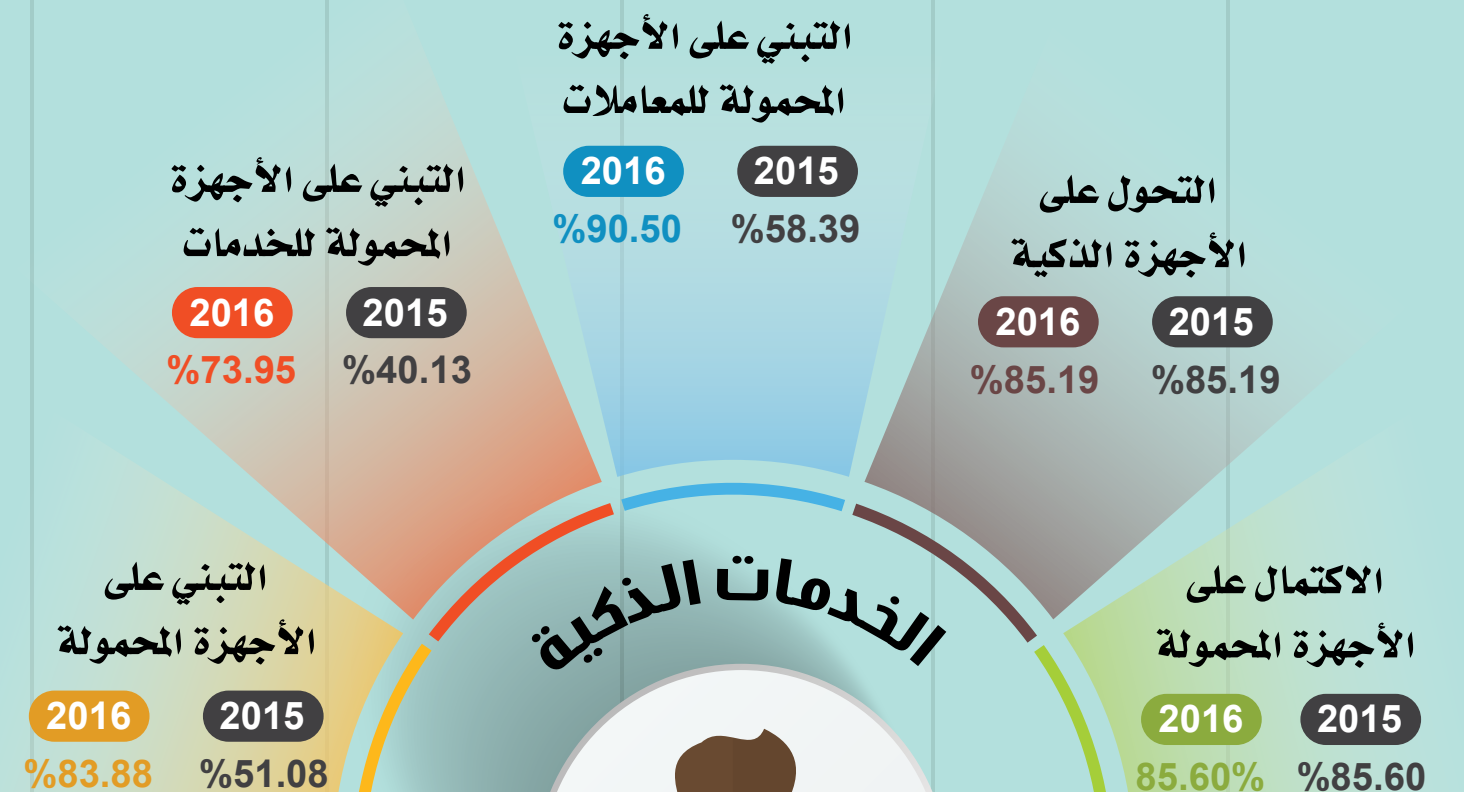 التبني على الأجهزة
المحمولة للمعاملات
2015 2016
%58.39 %90.50
التحول على
الأجهزة الذكية
2015 2016
%85.19 %85.19
التبني على الأجهزة
المحمولة للخدمات
2015 2016
%40.13 %73.95
الاكتمال على
الأجهزة المحمولة
2015 2016
%85.60 85.60%
التبني على
الأجهزة المحمولة
2015 2016
%51.08 %83.88
الخدمات الذكية